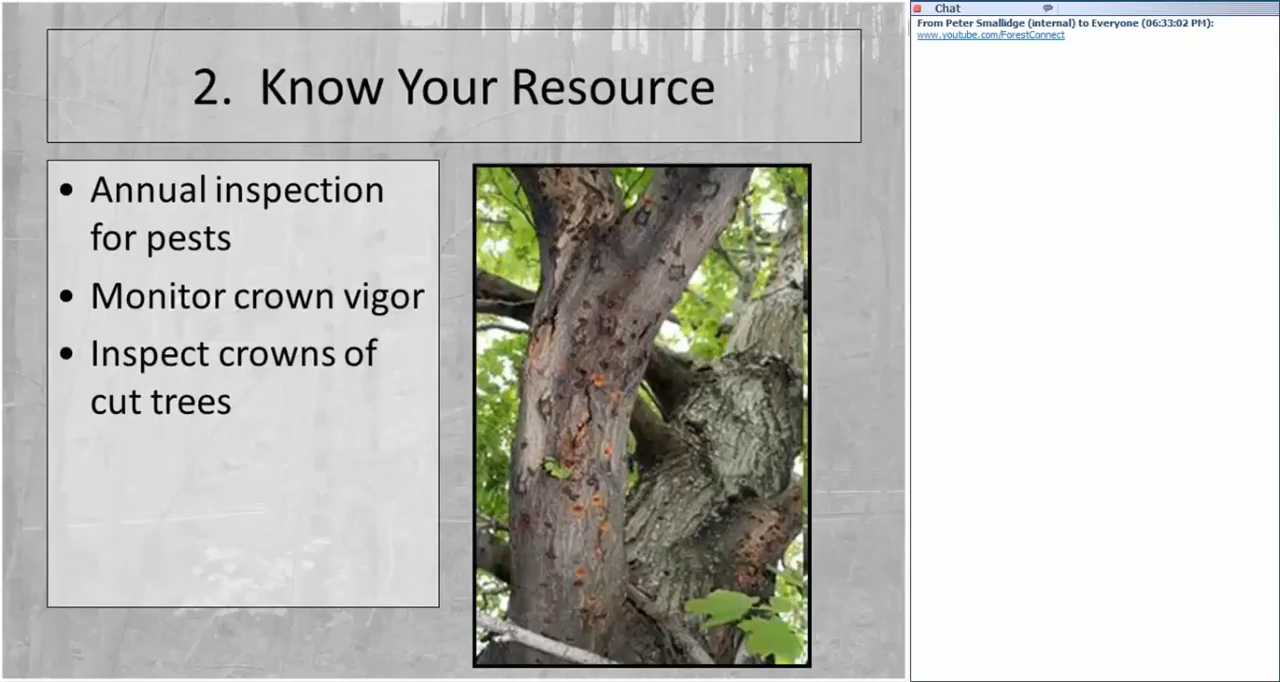 2. Know Your Resource
• Annual inspection
for pests
• Monitor crown vigor
• Inspect crowns of
cut trees
Chat
From Peter Smallidge (internal) to Everyone (06:33:02 PM):
www.youtube.com/ForestConnect